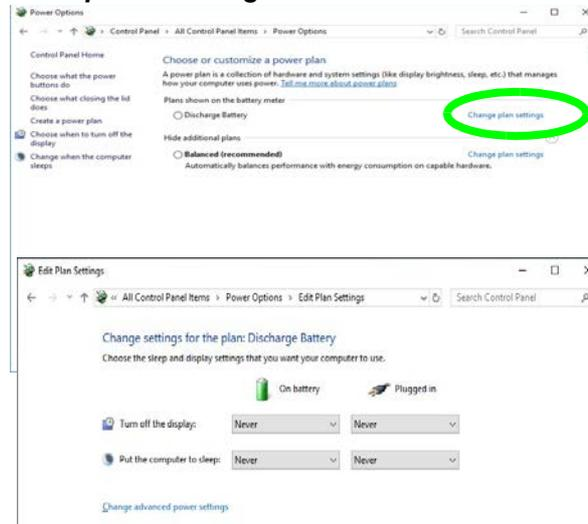 Power Options
Control Panel > All Control Panel Items > Power Options
Search Control Panel
Control Panel Home
Choose what the power buttons do
Choose what closing the lid does
Create a power plan
Choose when to turn off the display
Change when the computer sleeps
Choose or customize a power plan
A power plan is a collection of hardware and system settings (like display brightness, sleep, etc.) that manages
how your computer uses power. Tell me more about power plans
Plans shown on the battery meter
Discharge Battery
Change plan settings
Hide additional plans
Balanced (recommended)
Change plan settings
Automatically balances performance with energy consumption on capable hardware.
Edit Plan Settings
« All Control Panel Items > Power Options > Edit Plan Settings
Search Control Panel
Change settings for the plan: Discharge Battery
Choose the sleep and display settings that you want your computer to use.
On battery
Plugged in
Turn off the display:
Never
Never
Put the computer to sleep:
Never
Never
Change advanced power settings